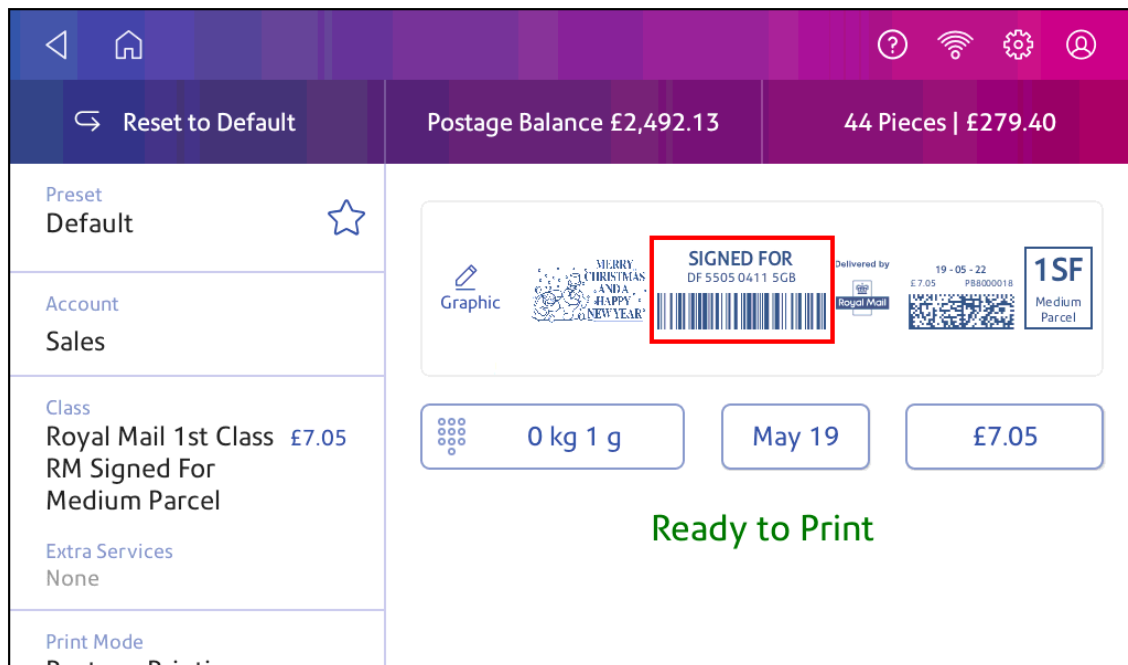 Reset to Default
Postage Balance £2,492.13
44 Pieces | £279.40
Preset
Default
Account
Sales
Class
Royal Mail 1st Class £7.05
RM Signed For
Medium Parcel
Extra Services
None
Print Mode
Graphic
MERRY
CHRISTMAS
AND A
HAPPY
NEW YEAR
SIGNED FOR
DF 5505 0411 5GB
Delivered by
Royal Mail
19 - 05 - 22
£7.05 PB8000018
1SF
Medium
Parcel
0 kg 1 g
May 19
£7.05
Ready to Print